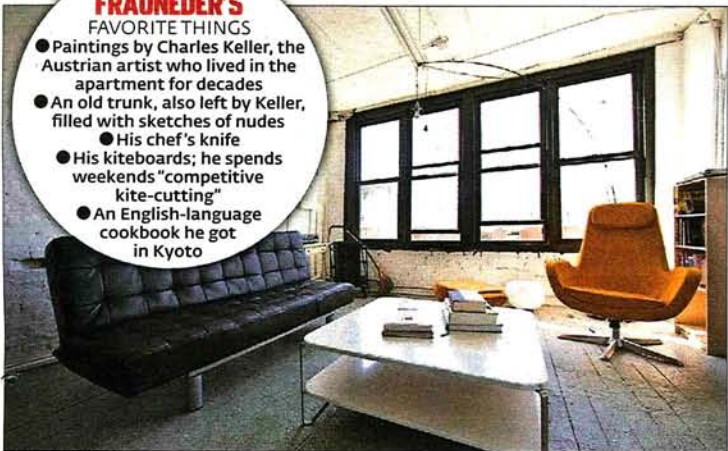 FRAUNEDER'S
FAVORITE THINGS
● Paintings by Charles Keller, the
Austrian artist who lived in the
apartment for decades
● An old trunk, also left by Keller,
filled with sketches of nudes
● His chef's knife
● His kiteboards; he spends
weekends "competitive
kite-cutting"
● An English-language
cookbook he got
in Kyoto